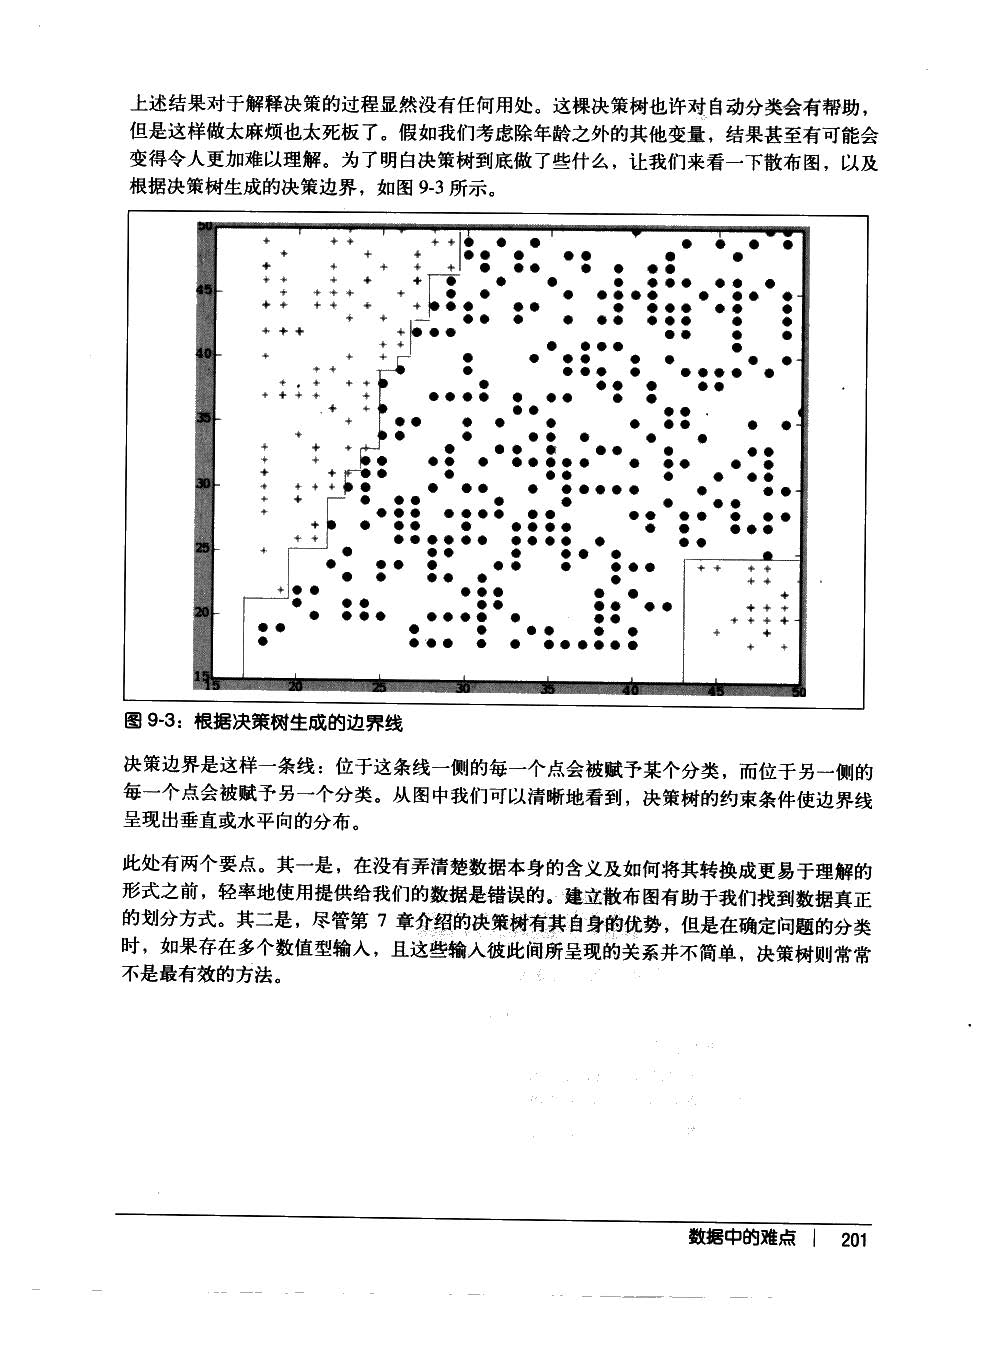 上述结果对于解释决策的过程显然没有任何用处。这棵决策树也许对自动分类会有帮助，
但是这样做太麻烦也太死板了。假如我们考虑除年龄之外的其他变量，结果甚至有可能会
变得令人更加难以理解。为了明白决策树到底做了些什么，让我们来看一下散布图，以及
根据决策树生成的决策边界，如图 9-3 所示。
50
45
40
35
30
25
20
15
15 20 25 30 35 40 45 50
图 9-3：根据决策树生成的边界线
决策边界是这样一条线：位于这条线一侧的每一个点会被赋予某个分类，而位于另一侧的
每一个点会被赋予另一个分类。从图中我们可以清晰地看到，决策树的约束条件使边界线
呈现出垂直或水平向的分布。
此处有两个要点。其一是，在没有弄清楚数据本身的含义及如何将其转换成更易于理解的
形式之前，轻率地使用提供给我们的数据是错误的。建立散布图有助于我们找到数据真正
的划分方式。其二是，尽管第 7 章介绍的决策树有其自身的优势，但是在确定问题的分类
时，如果存在多个数值型输入，且这些输入彼此间所呈现的关系并不简单，决策树则常常
不是最有效的方法。
数据中的难点 | 201